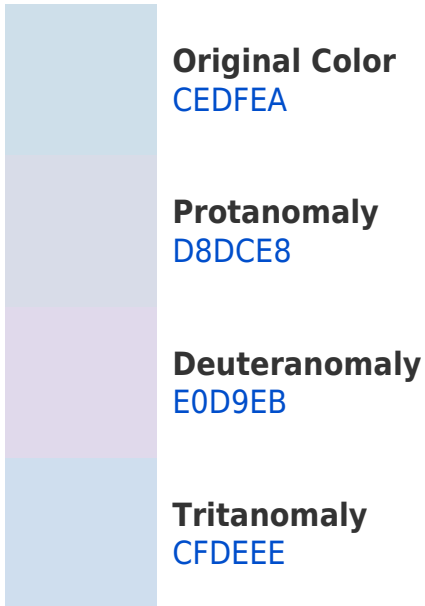 Original Color
CEDFEA
Protanomaly
D8DCE8
Deuteranomaly
E0D9EB
Tritanomaly
CFDEEE